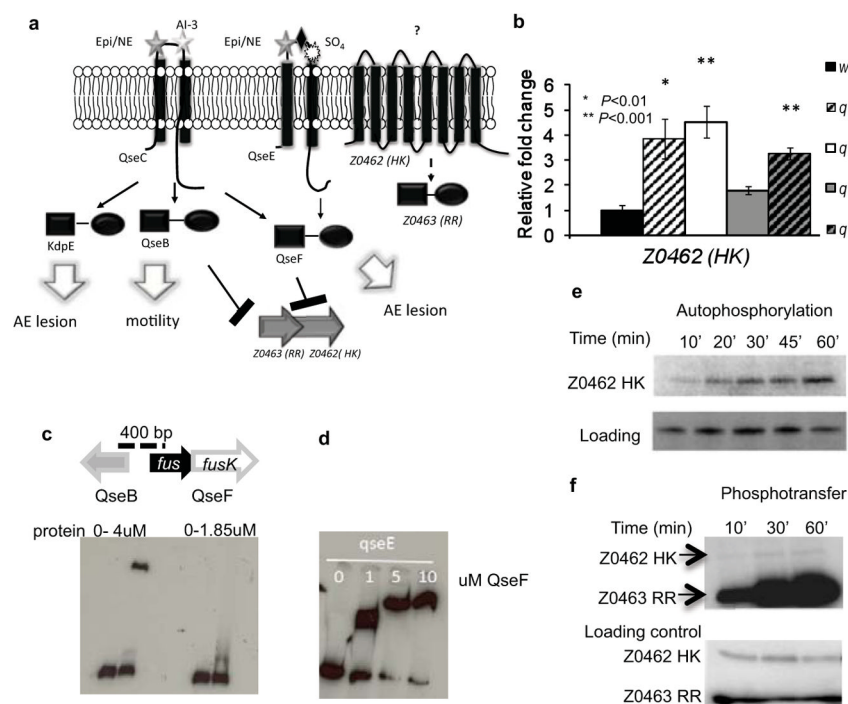 a
AI-3
Epi/NE
Epi/NE
SO4
?
QseC
QseE
Z0462 (HK)
Z0463 (RR)
KdpE
QseB
QseF
AE lesion
motility
AE lesion
Z0463 (RR)
Z0462( HK)
b
Relative fold change
6
5
4
3
2
1
0
* P<0.01
** P<0.001
*
**
**
w
q
q
q
q
Z0462 (HK)
c
400 bp
fus
fusK
QseB
QseF
protein 0- 4uM
0-1.85uM
d
qseE
0 1 5 10
uM QseF
e
Autophosphorylation
Time (min) 10' 20' 30' 45' 60'
Z0462 HK
Loading
f
Phosphotransfer
Time (min) 10' 30' 60'
Z0462 HK
Z0463 RR
Loading control
Z0462 HK
Z0463 RR